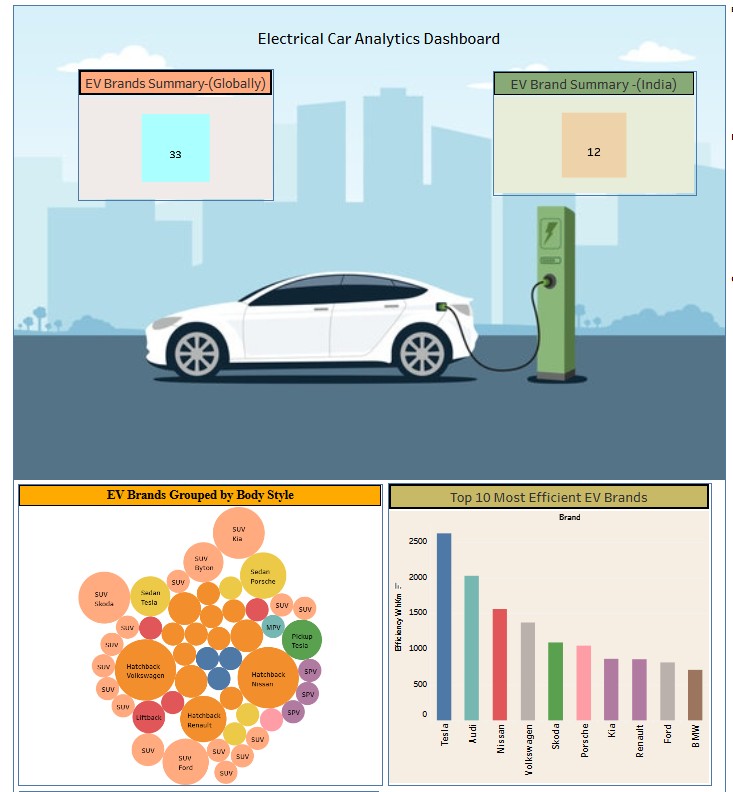 Electrical Car Analytics Dashboard
EV Brands Summary-(Globally)
33
EV Brand Summary -(India)
12
EV Brands Grouped by Body Style
SUV
Kia
SUV
Byton
SUV
Sedan
Porsche
SUV
Skoda
Sedan
Tesla
SUV
SUV
SUV
MPV
Pickup
Tesla
SUV
SUV
Hatchback
Volkswagen
Hatchback
Nissan
SPV
SUV
SPV
SUV
Liftback
Hatchback
Renault
SPV
SUV
SUV
SUV
Ford
SUV
SUV
SUV
Top 10 Most Efficient EV Brands
Brand
Efficiency WhKm
2500
2000
1500
1000
500
0
Tesla
Audi
Nissan
Volkswagen
Skoda
Porsche
Kia
Renault
Ford
BMW